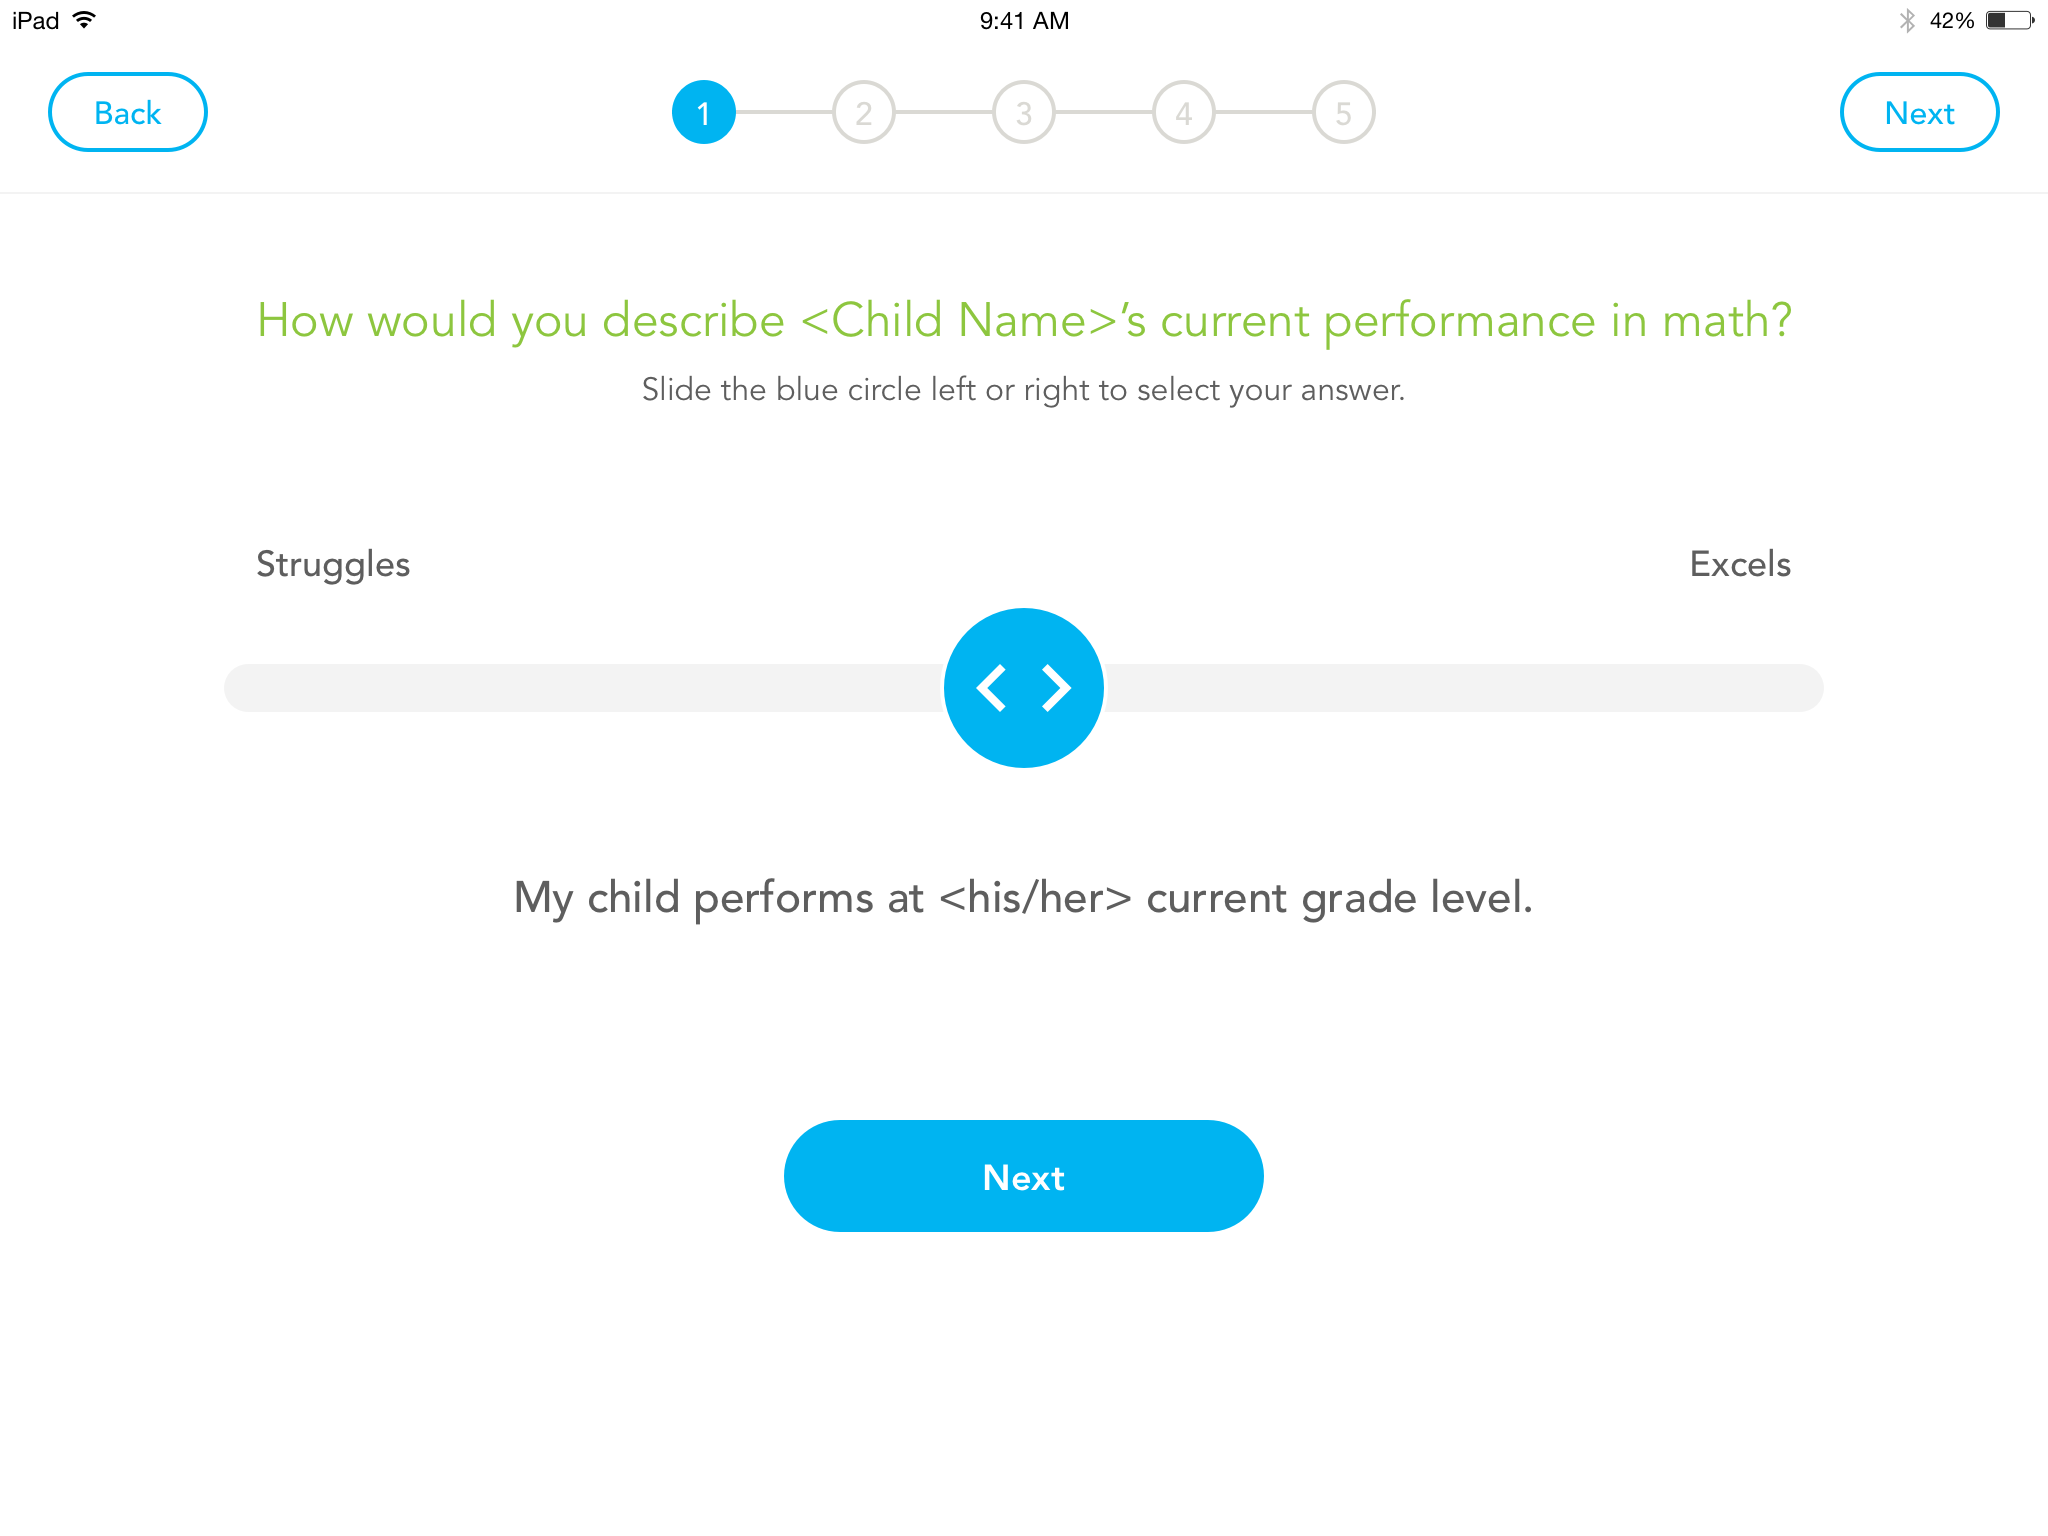 iPad 9:41 AM 42%
Back 1 2 3 4 5 Next
How would you describe <Child Name>’s current performance in math?
Slide the blue circle left or right to select your answer.
Struggles Excels
My child performs at <his/her> current grade level.
Next